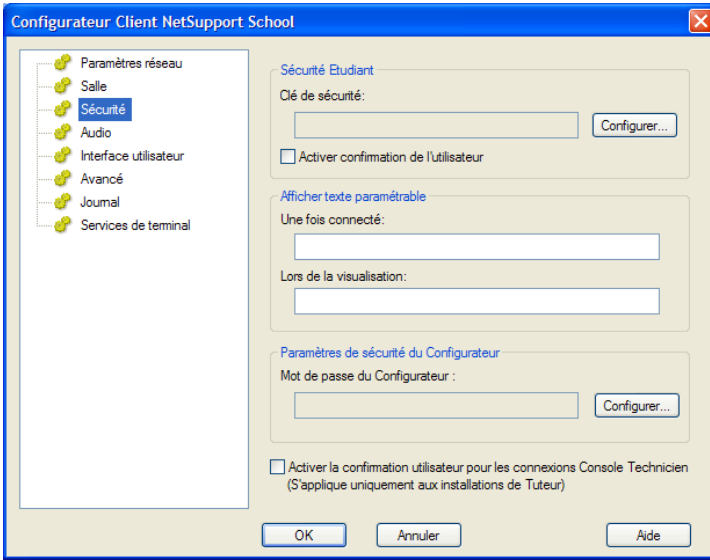 Configurateur Client NetSupport School
Paramètres réseau
Salle
Sécurité
Audio
Interface utilisateur
Avancé
Journal
Services de terminal
Sécurité Etudiant
Clé de sécurité:
Configurer...
Activer confirmation de l'utilisateur
Afficher texte paramétrable
Une fois connecté:
Lors de la visualisation:
Paramètres de sécurité du Configurateur
Mot de passe du Configurateur :
Configurer...
Activer la confirmation utilisateur pour les connexions Console Technicien
(S'applique uniquement aux installations de Tuteur)
OK
Annuler
Aide